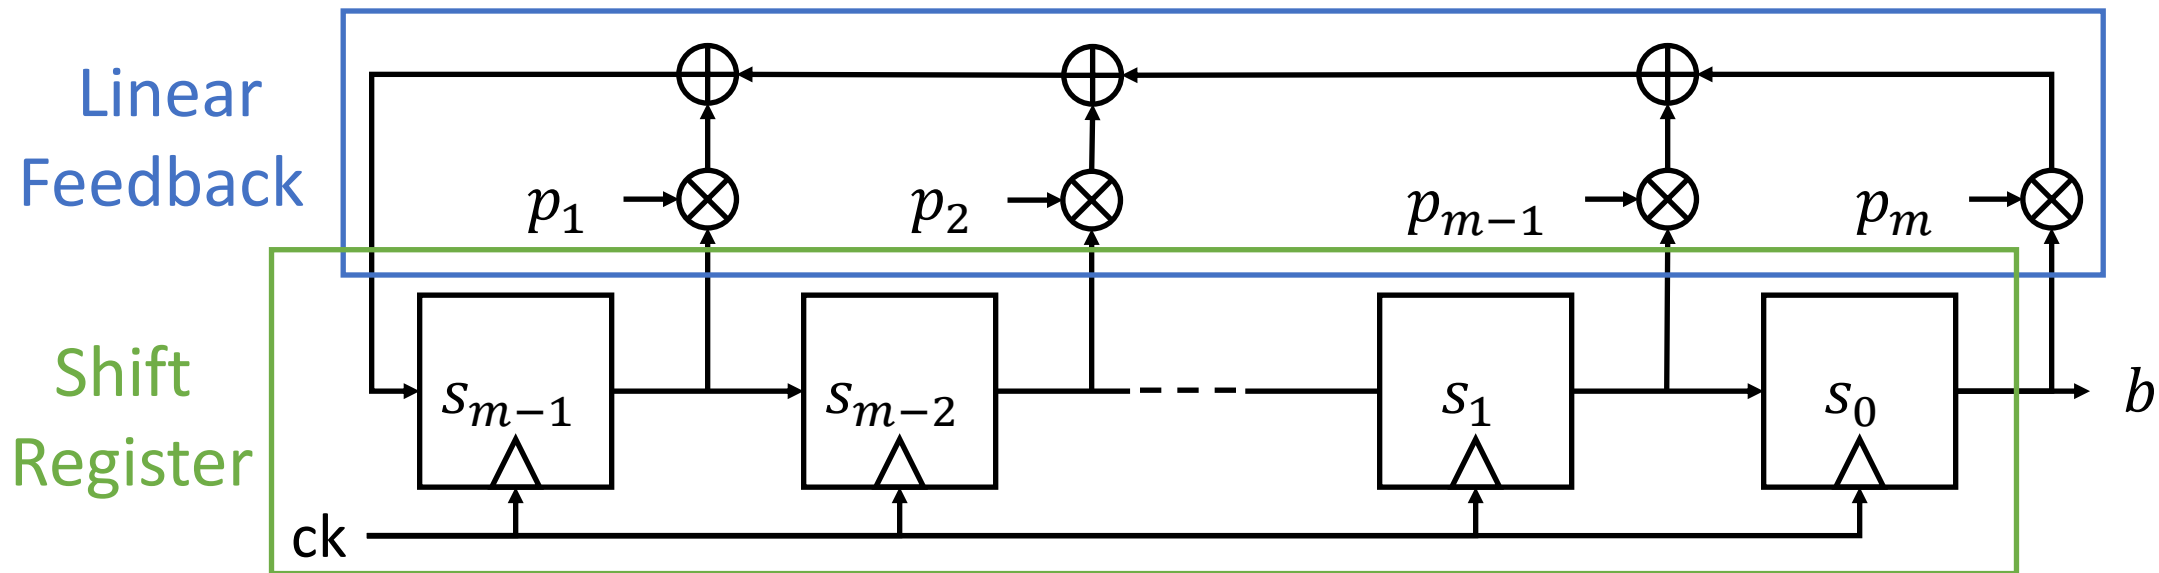 Linear
Feedback
p₁
p₂
pₘ₋₁
pₘ
Shift
Register
sₘ₋₁
sₘ₋₂
s₁
s₀
b
ck